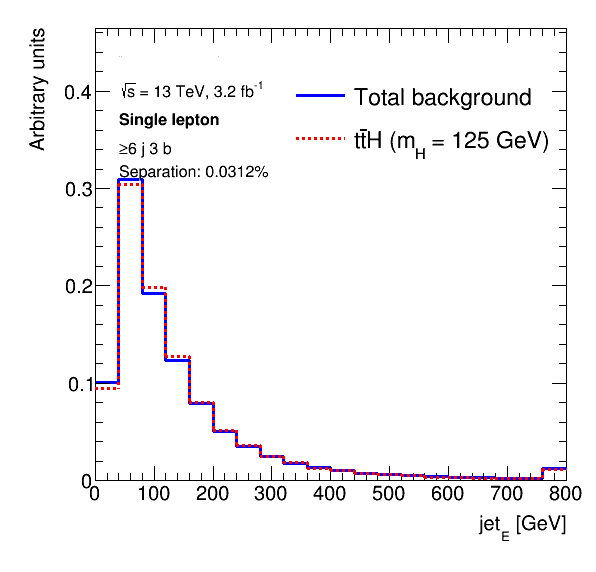 Arbitrary units
√s = 13 TeV, 3.2 fb⁻¹
Single lepton
≥6 j 3 b
Separation: 0.0312%
Total background
tt̄H (m_H = 125 GeV)
0.4
0.3
0.2
0.1
0
0 100 200 300 400 500 600 700 800
jet_E [GeV]